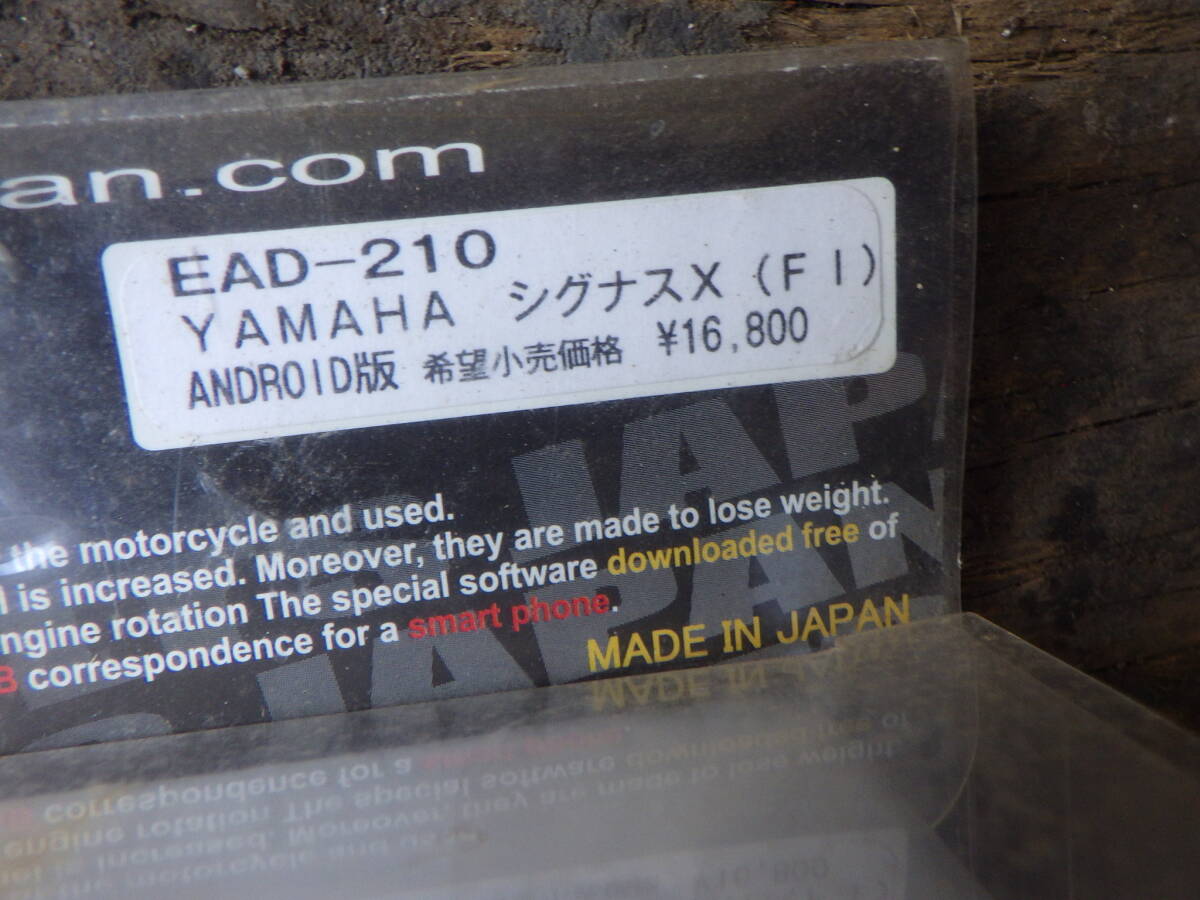 an.com
EAD-210
YAMAHA シグナスX (FI)
ANDROID版 希望小売価格 ¥16,800
JAPAN
the motorcycle and used.
l is increased. Moreover, they are made to lose weight.
ngine rotation The special software downloaded free of
B correspondence for a smart phone.
MADE IN JAPAN